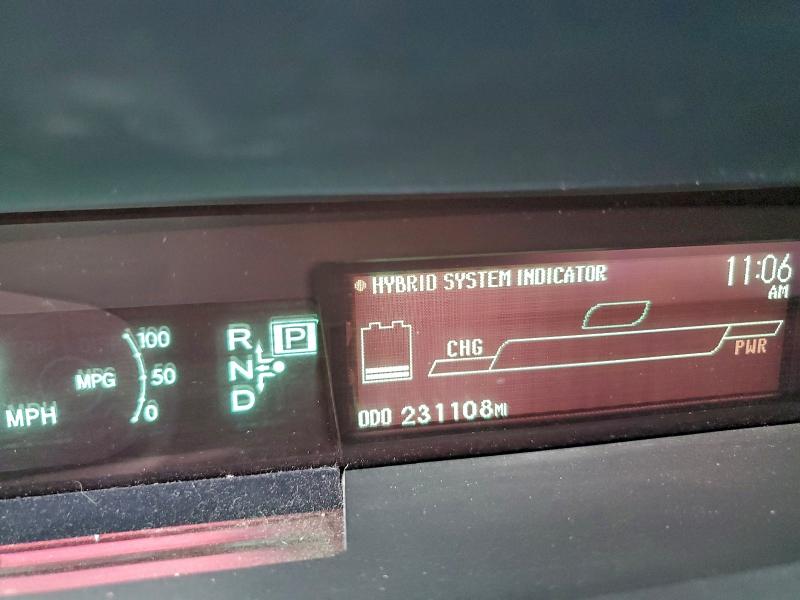 HYBRID SYSTEM INDICATOR
11:06
AM
100
50
0
MPG
MPH
R
P
N
D
CHG
PWR
ODO 231108MI